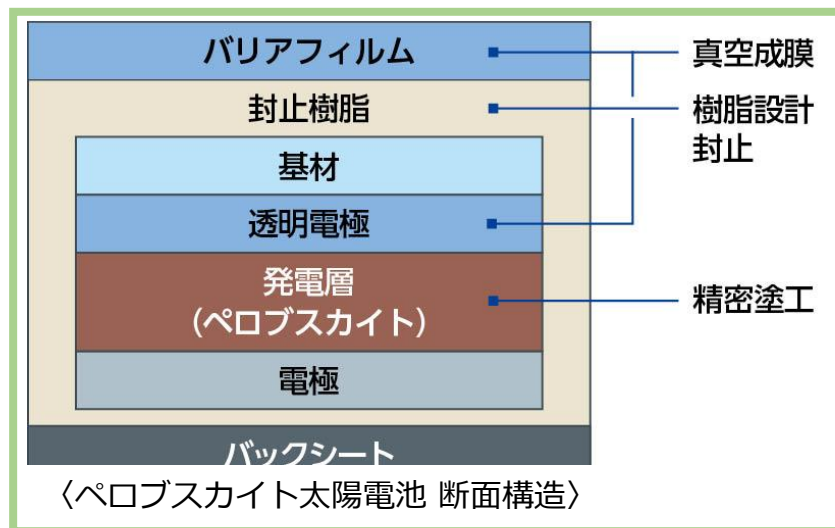 バリアフィルム
真空成膜
封止樹脂
樹脂設計
封止
基材
透明電極
発電層
(ペロブスカイト)
精密塗工
電極
バックシート
〈ペロブスカイト太陽電池 断面構造〉